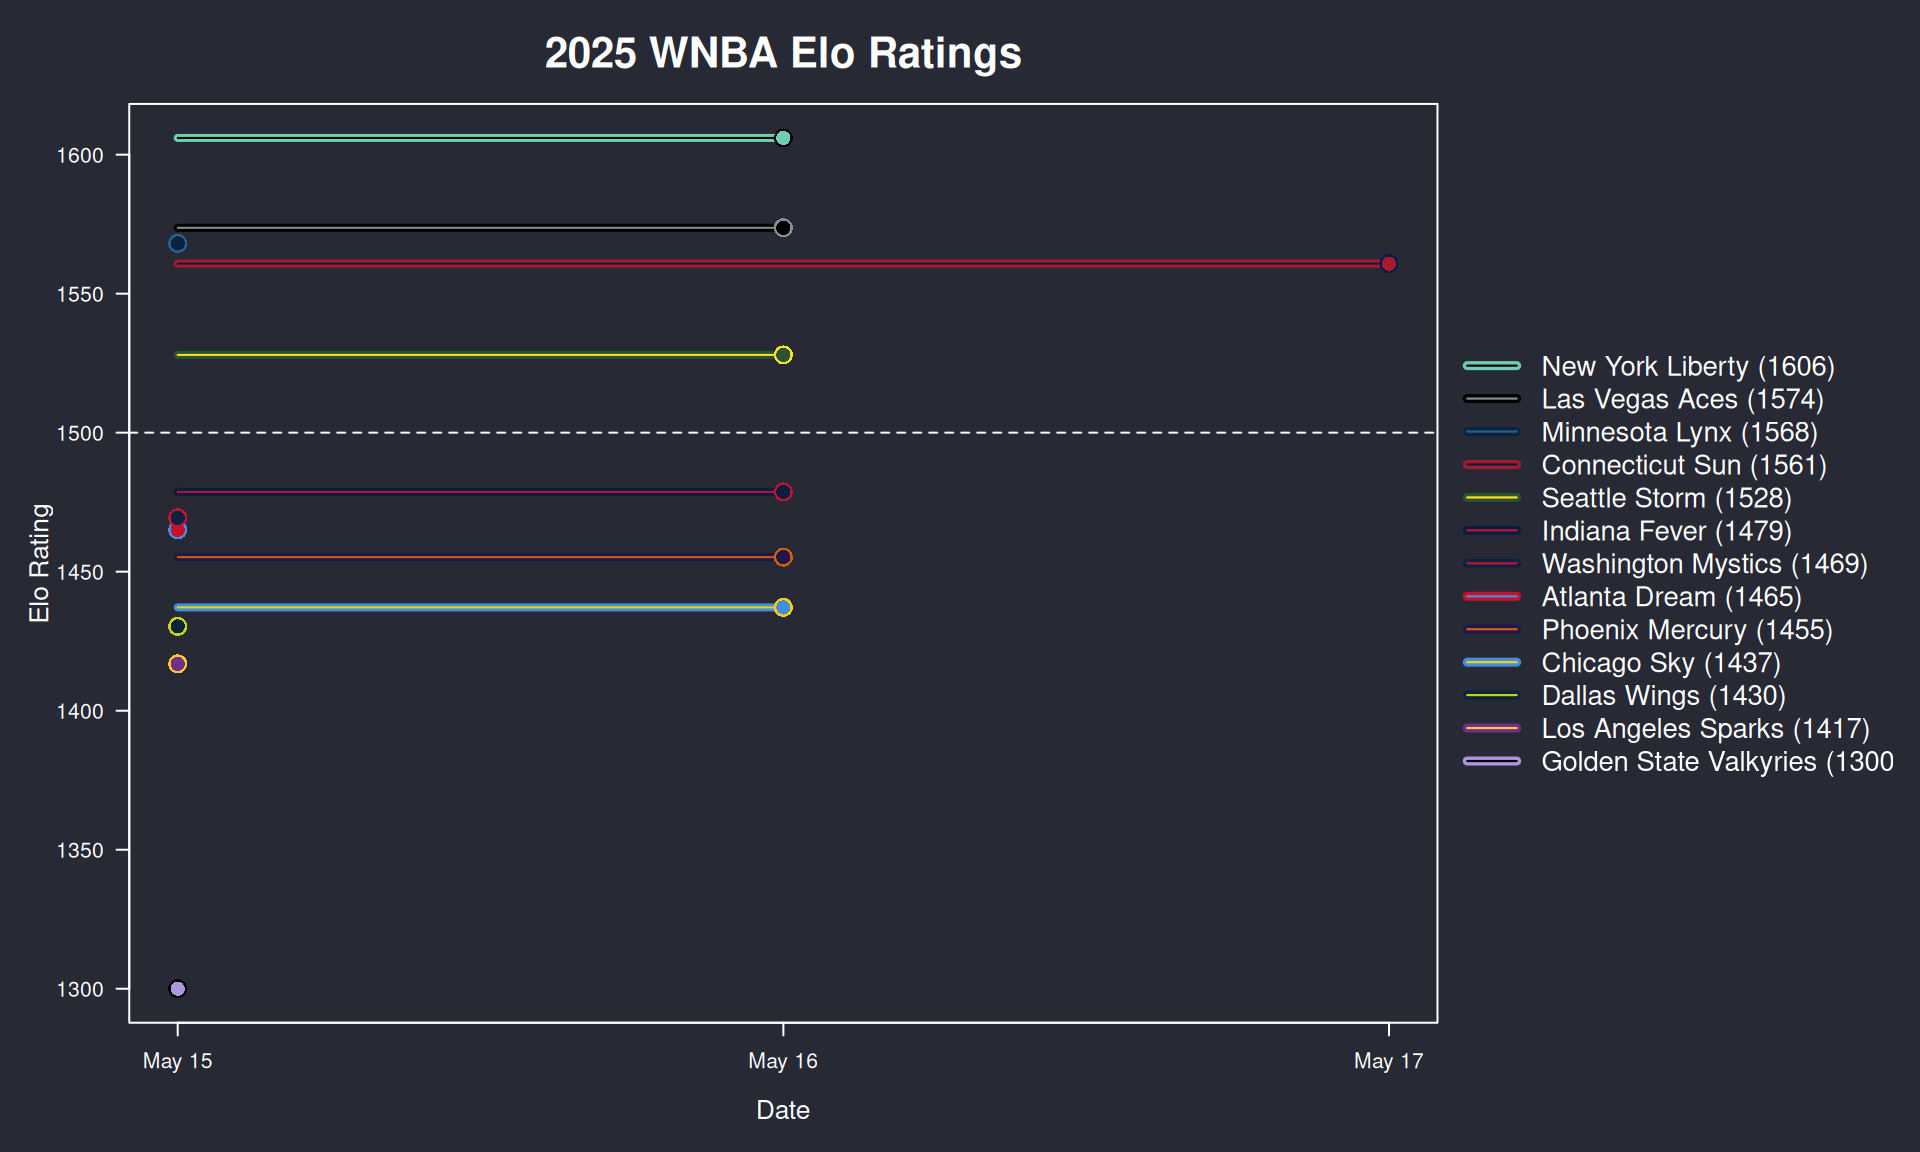 2025 WNBA Elo Ratings
1600
1550
1500
1450
1400
1350
1300
Elo Rating
May 15
May 16
May 17
Date
New York Liberty (1606)
Las Vegas Aces (1574)
Minnesota Lynx (1568)
Connecticut Sun (1561)
Seattle Storm (1528)
Indiana Fever (1479)
Washington Mystics (1469)
Atlanta Dream (1465)
Phoenix Mercury (1455)
Chicago Sky (1437)
Dallas Wings (1430)
Los Angeles Sparks (1417)
Golden State Valkyries (1300